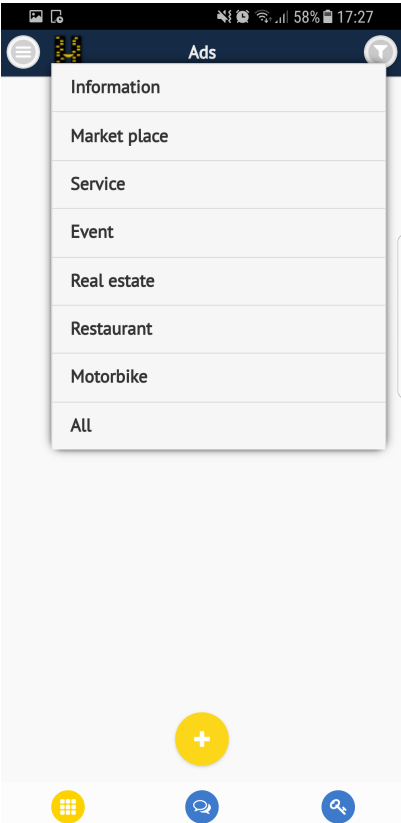 58% 17:27
Ads
Information
Market place
Service
Event
Real estate
Restaurant
Motorbike
All